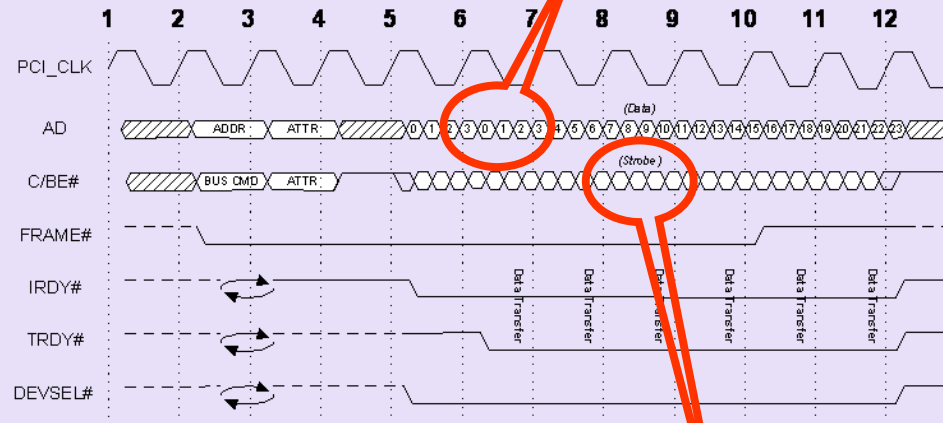 1 2 3 4 5 6 7 8 9 10 11 12
PCI_CLK
(Data)
AD ADDR ATTR 0 1 2 3 0 1 2 3 4 5 6 7 8 9 10 11 12 13 14 15 16 17 18 19 20 21 22 23
(Strobe)
C/BE# BUS CMD ATTR
FRAME#
IRDY#
TRDY#
DEVSEL#
Data Transfer
Data Transfer
Data Transfer
Data Transfer
Data Transfer
Data Transfer